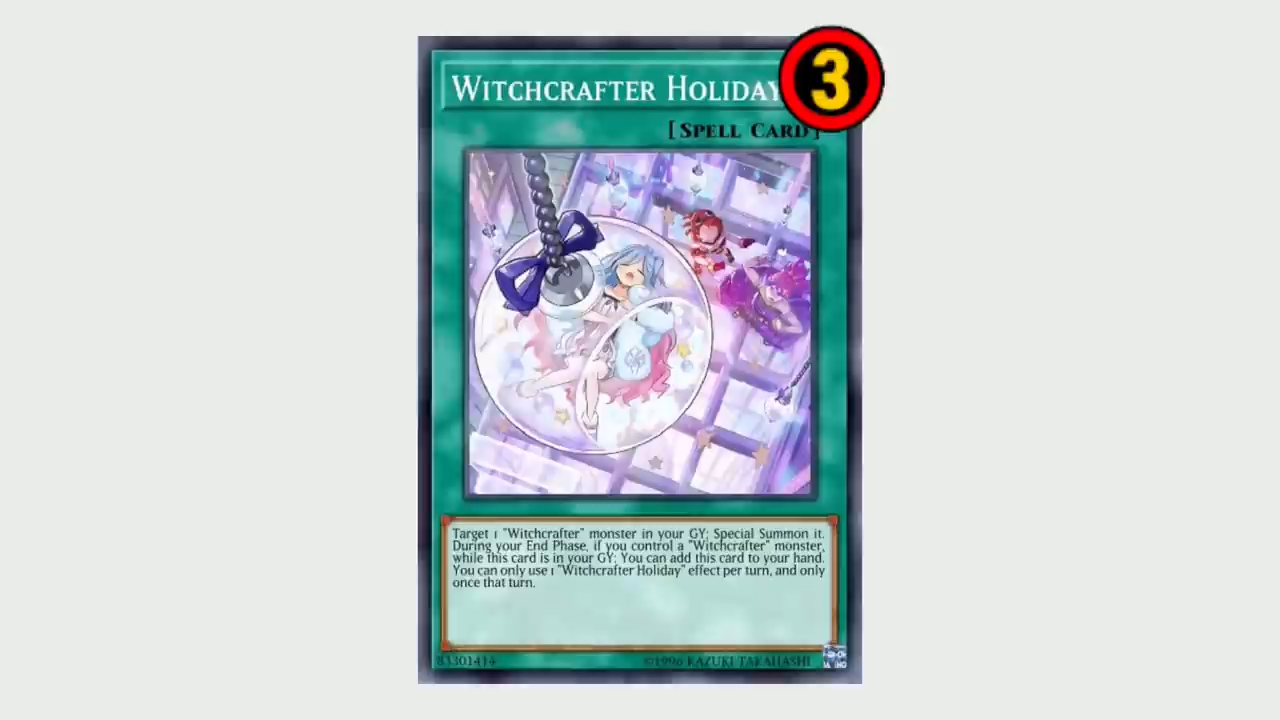 WITCHCRAFTER HOLIDAY
3
[SPELL CARD]
Target 1 "Witchcrafter" monster in your GY; Special Summon it.
During your End Phase, if you control a "Witchcrafter" monster,
while this card is in your GY: You can add this card to your hand.
You can only use 1 "Witchcrafter Holiday" effect per turn, and only
once that turn.
83301414
©1996 KAZUKI TAKAHASHI